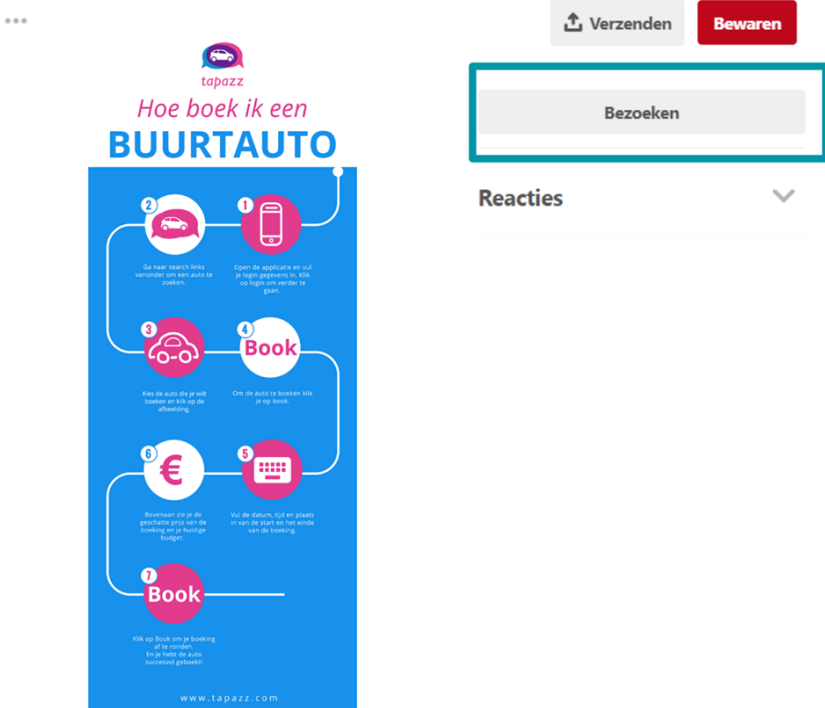 Verzenden
Bewaren
tapazz
Hoe boek ik een
BUURTAUTO
Bezoeken
Reacties
1
Open de applicatie en vul
je login gegevens in. Klik
op login om verder te
gaan.
2
Ga naar search links
vanonder om een auto te
zoeken.
3
Kies de auto die je wilt
boeken en klik op de
afbeelding.
4
Book
Om de auto te boeken klik
je op book.
5
Vul de datum, tijd en plaats
in van de start en het einde
van de boeking.
6
€
Bovenaan zie je de
geschatte prijs van de
boeking en je huidige
budget.
7
Book
Klik op Book om je boeking
af te ronden.
En je hebt de auto
succesvol geboekt!
www.tapazz.com